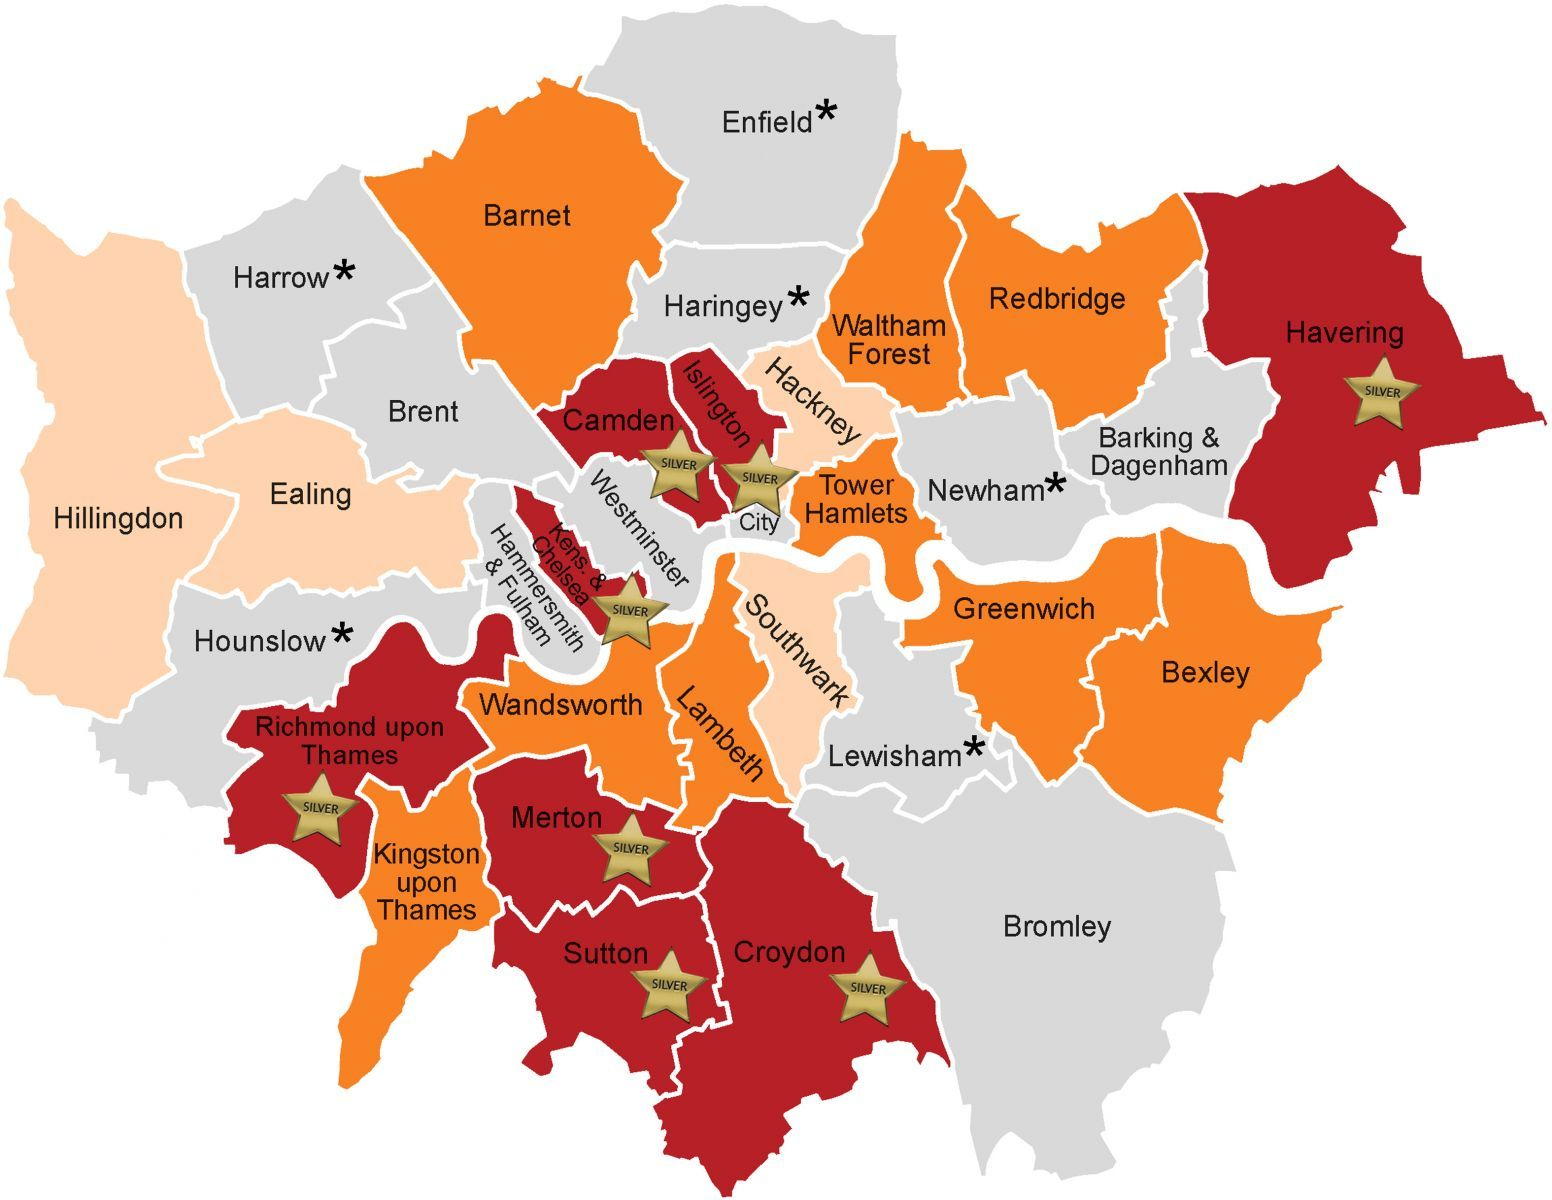 Enfield*
Barnet
Harrow*
Haringey*
Redbridge
Waltham
Forest
Havering
SILVER
Islington
SILVER
Hackney
Camden
SILVER
Brent
Barking &
Dagenham
Newham*
Tower
Hamlets
Ealing
Hillingdon
City
Westminster
Kens. &
Chelsea
SILVER
Hammersmith
& Fulham
Hounslow*
Greenwich
Southwark
Bexley
Wandsworth
Lambeth
Richmond upon
Thames
SILVER
Lewisham*
Merton
SILVER
Kingston
upon
Thames
Sutton
SILVER
Croydon
SILVER
Bromley